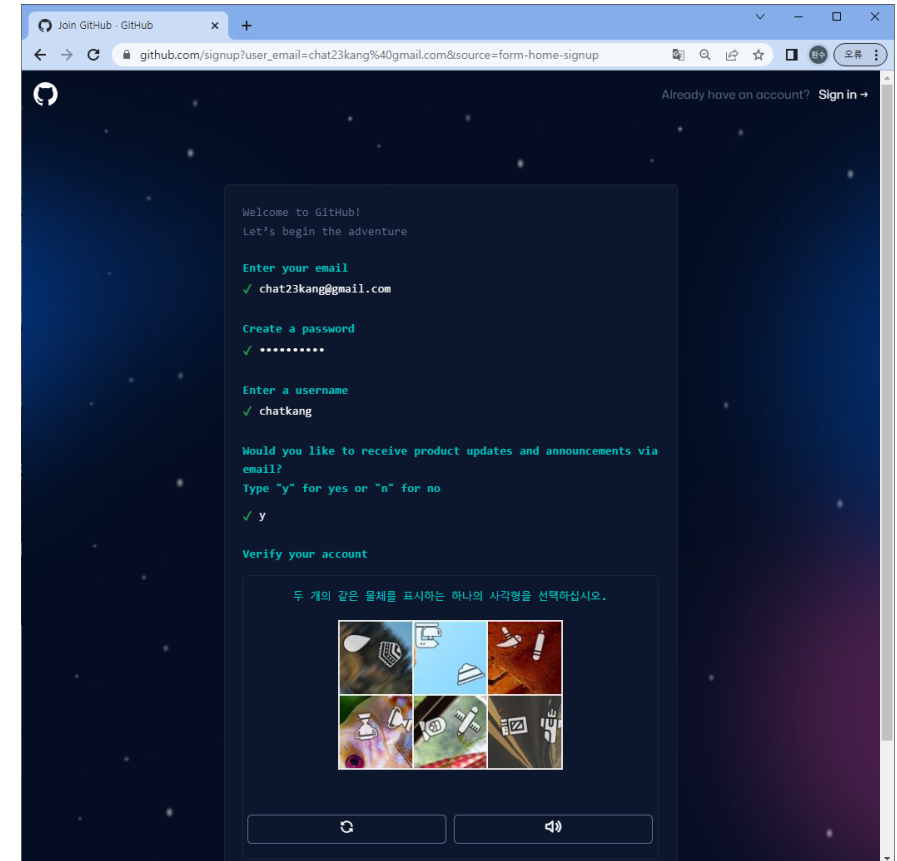 Join GitHub · GitHub
github.com/signup?user_email=chat23kang%40gmail.com&source=form-home-signup
한수
오류
Already have an account? Sign in →
Welcome to GitHub!
Let's begin the adventure
Enter your email
✓ chat23kang@gmail.com
Create a password
✓ ••••••••••
Enter a username
✓ chatkang
Would you like to receive product updates and announcements via
email?
Type "y" for yes or "n" for no
✓ y
Verify your account
두 개의 같은 물체를 표시하는 하나의 사각형을 선택하십시오.